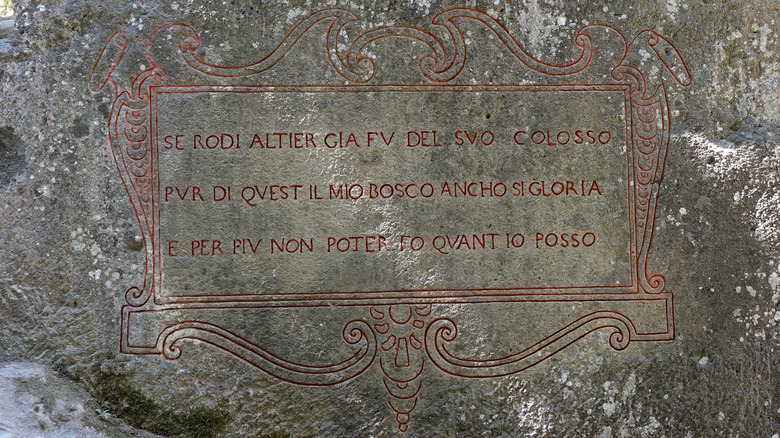 SE RODI ALTIER GIA FV DEL SVO COLOSSO
PVR DI QVEST IL MIO BOSCO ANCHO SI GLORIA
E PER PIV NON POTER FO QVANT IO POSSO